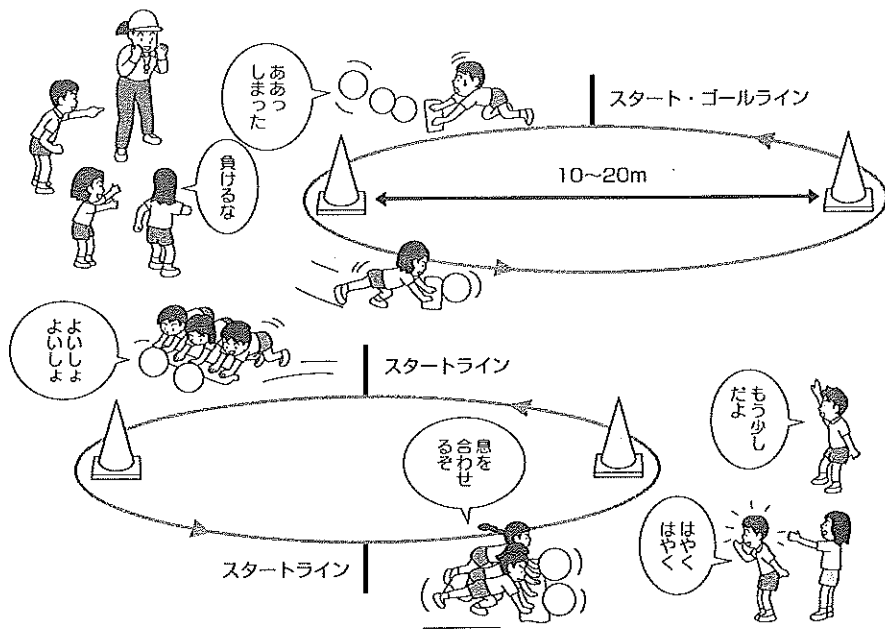 ああっ
しまった
スタート・ゴールライン
10～20m
負けるな
よいしょ
よいしょ
スタートライン
もう少し
だよ
息を
合わせ
るぞ
はやく
はやく
スタートライン